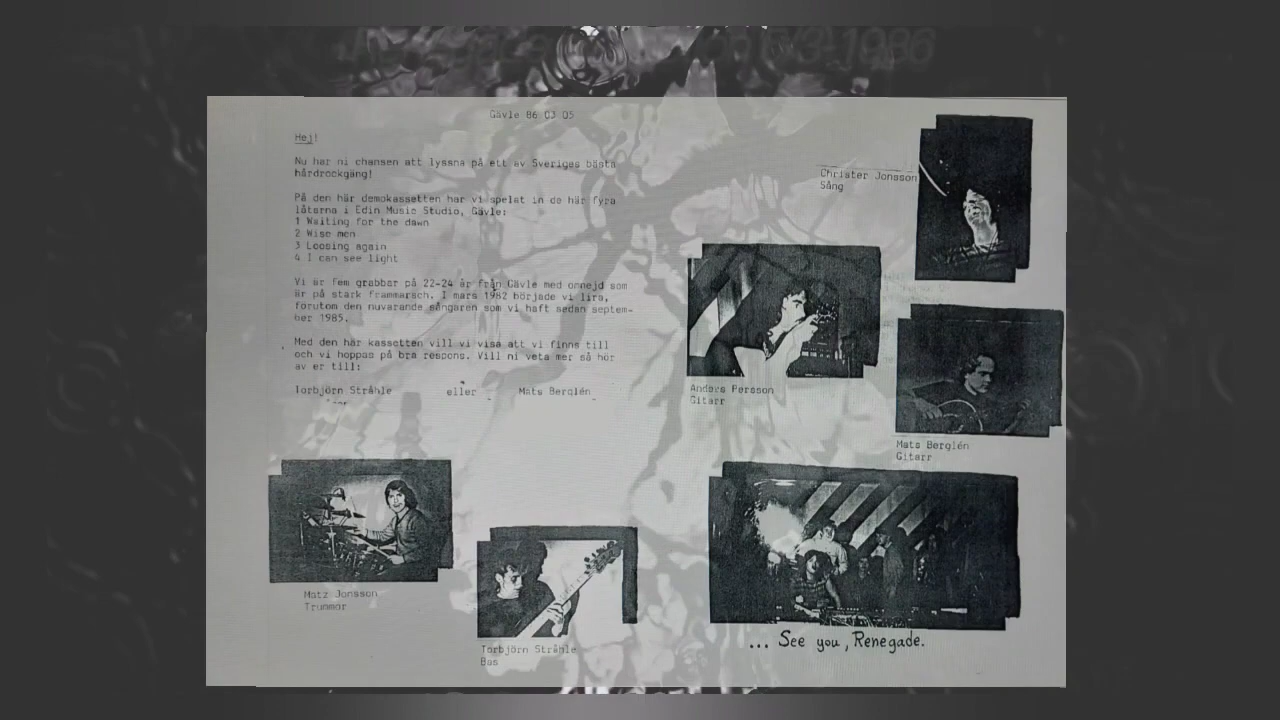 Gävle 86 03 05
Hej!
Nu har ni chansen att lyssna på ett av Sveriges bästa
hårdrockgäng!
På den här demokassetten har vi spelat in de här fyra
låtarna i Edin Music Studio, Gävle:
1 Waiting for the dawn
2 Wise men
3 Loosing again
4 I can see light
Vi är fem grabbar på 22-24 år från Gävle med omnejd som
är på stark frammarsch. I mars 1982 började vi lira,
förutom den nuvarande sångaren som vi haft sedan septem-
ber 1985.
Med den här kassetten vill vi visa att vi finns till
och vi hoppas på bra respons. Vill ni veta mer så hör
av er till:
Torbjörn Stråhle eller Mats Berglén
Christer Jonsson
Sång
Anders Persson
Gitarr
Mats Berglén
Gitarr
Matz Jonsson
Trummor
Torbjörn Stråhle
Bas
... See you, Renegade.